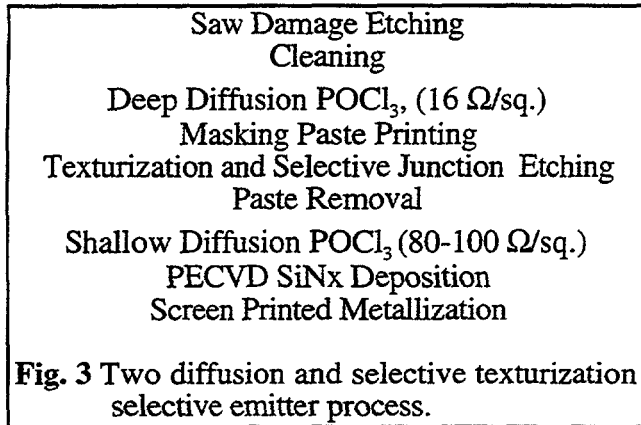 Saw Damage Etching
Cleaning
Deep Diffusion POCl₃, (16 Ω/sq.)
Masking Paste Printing
Texturization and Selective Junction Etching
Paste Removal
Shallow Diffusion POCl₃ (80-100 Ω/sq.)
PECVD SiNx Deposition
Screen Printed Metallization
Fig. 3 Two diffusion and selective texturization
selective emitter process.